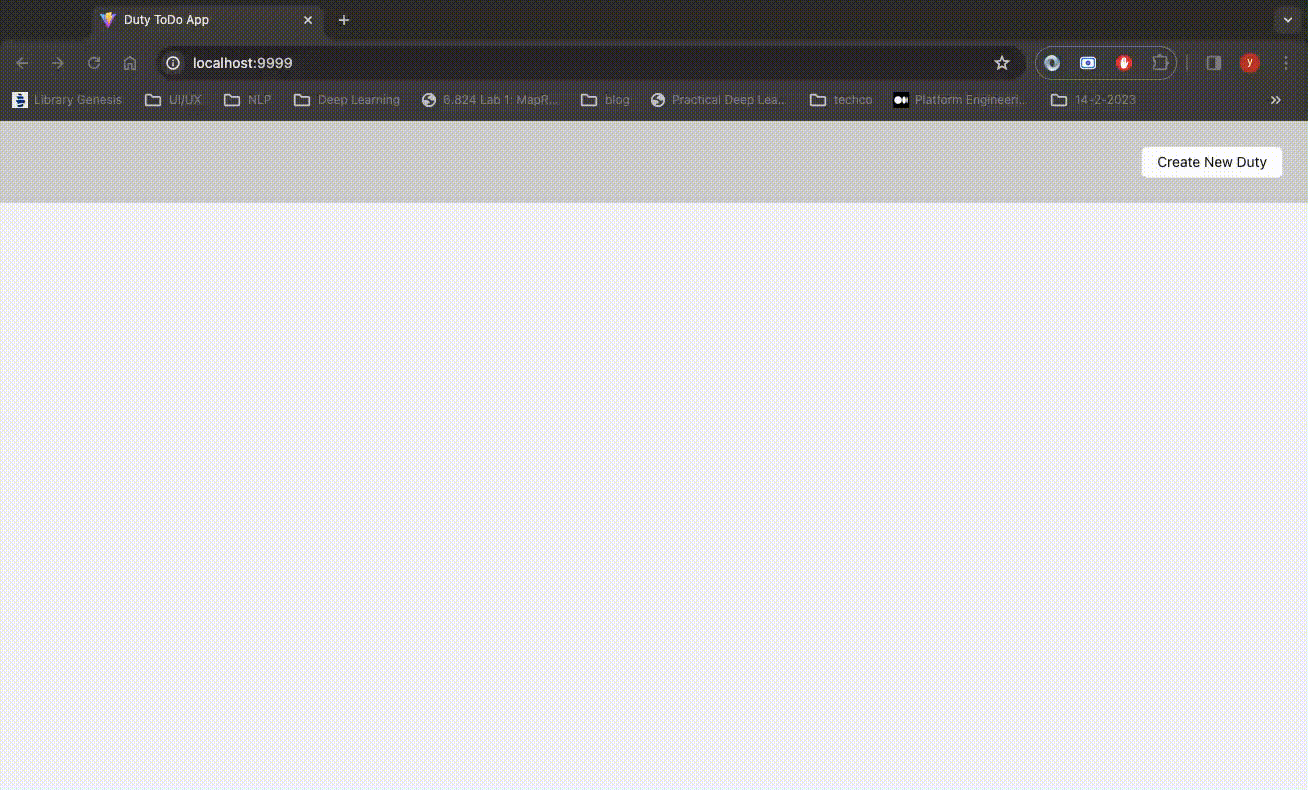 Duty ToDo App
localhost:9999
y
Library Genesis UI/UX NLP Deep Learning 6.824 Lab 1: MapR... blog Practical Deep Lea... techco Platform Engineeri... 14-2-2023
Create New Duty